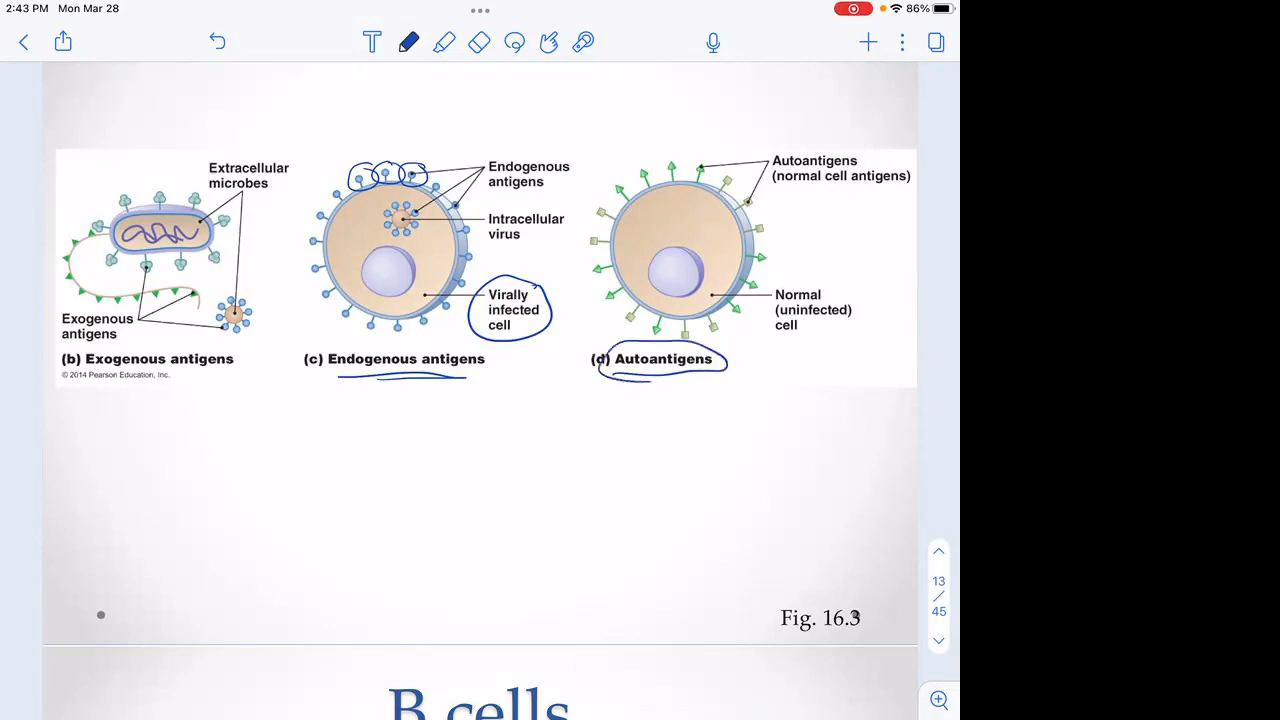 2:43 PM Mon Mar 28
86%
T
Extracellular
microbes
Exogenous
antigens
(b) Exogenous antigens
© 2014 Pearson Education, Inc.
Endogenous
antigens
Intracellular
virus
Virally
infected
cell
(c) Endogenous antigens
Autoantigens
(normal cell antigens)
Normal
(uninfected)
cell
(d) Autoantigens
Fig. 16.3
13
/
45
B cells